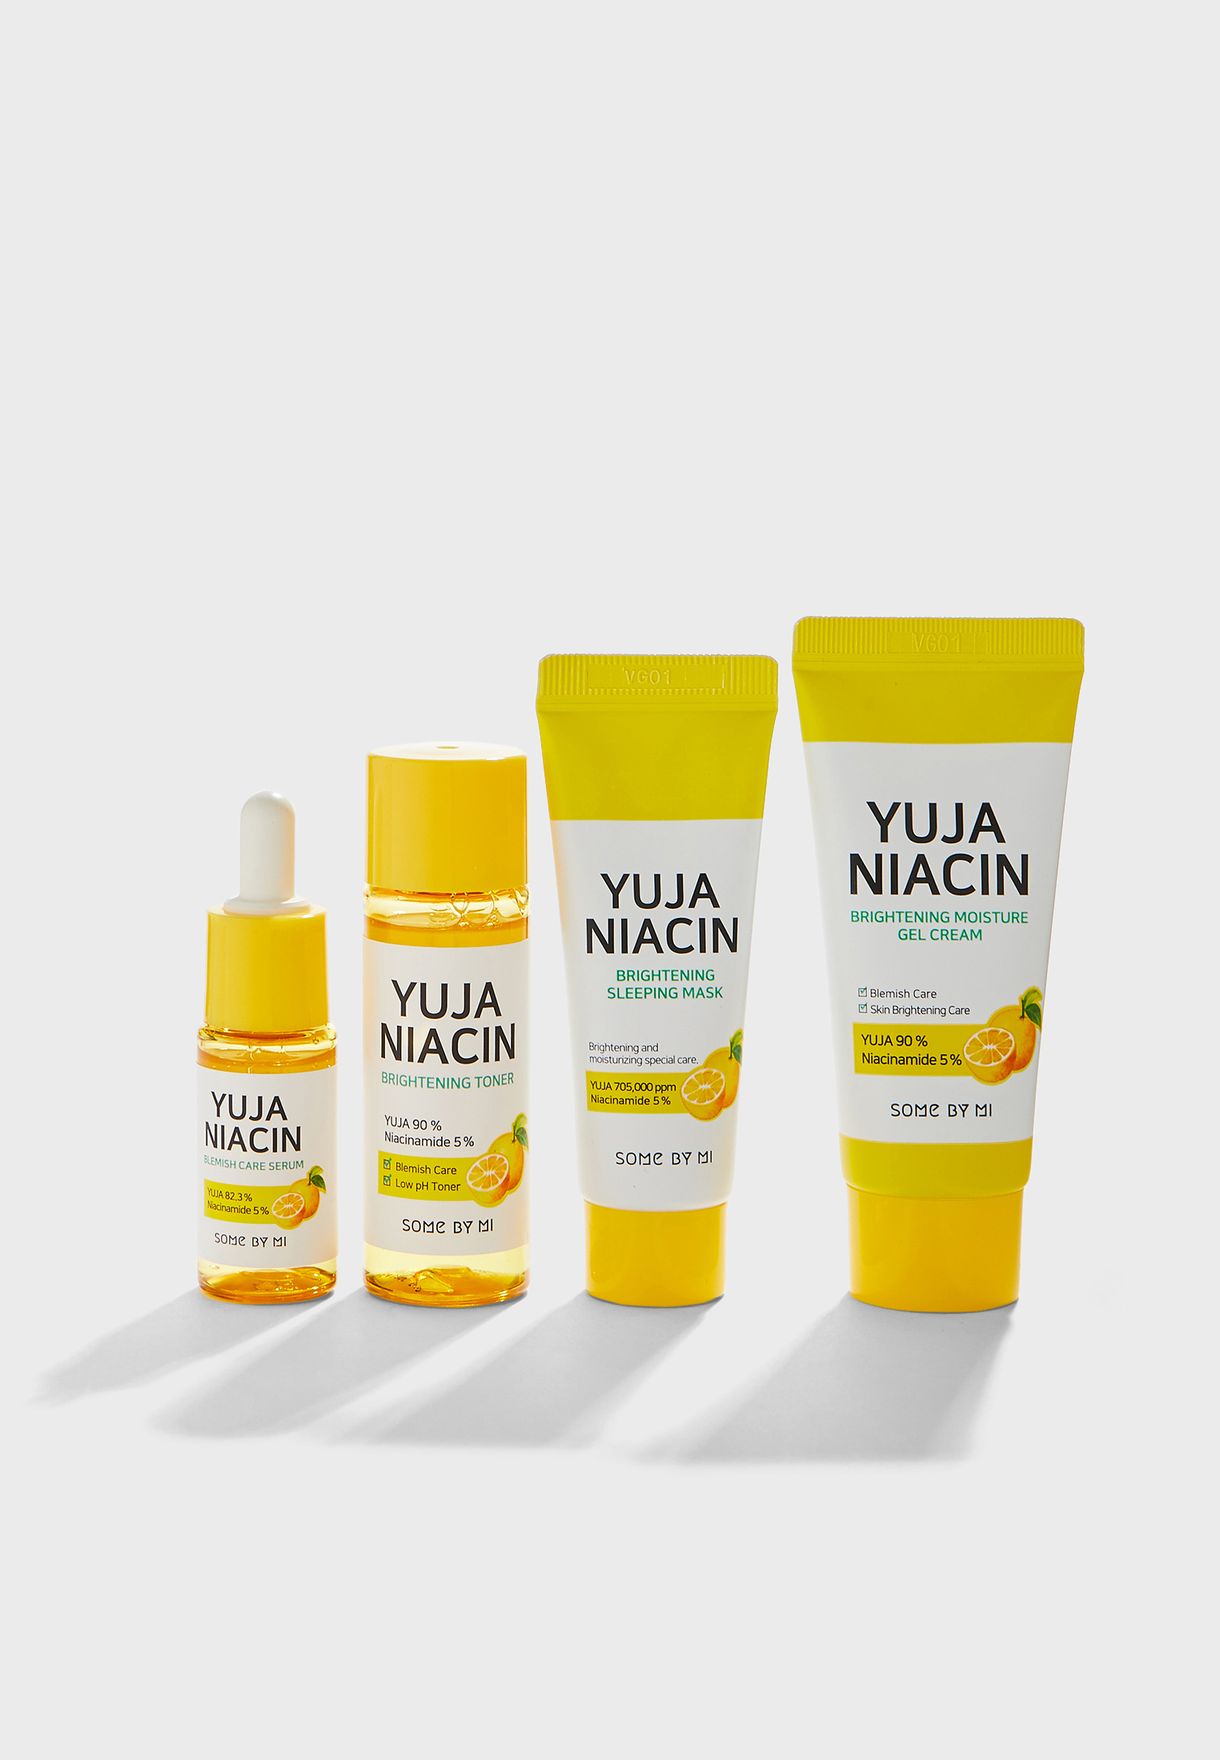 YUJA
NIACIN
BLEMISH CARE SERUM
YUJA 82,3%
Niacinamide 5%
SOME BY MI
YUJA
NIACIN
BRIGHTENING TONER
YUJA 90 %
Niacinamide 5%
Blemish Care
Low pH Toner
SOME BY MI
VG01
YUJA
NIACIN
BRIGHTENING
SLEEPING MASK
Brightening and
moisturizing special care.
YUJA 705,000 ppm
Niacinamide 5%
SOME BY MI
VG01
YUJA
NIACIN
BRIGHTENING MOISTURE
GEL CREAM
Blemish Care
Skin Brightening Care
YUJA 90 %
Niacinamide 5%
SOME BY MI